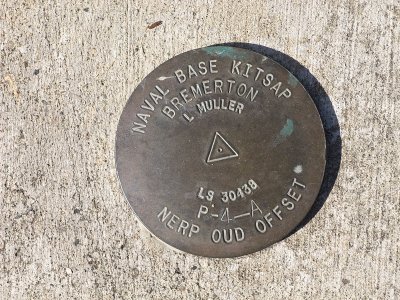 NAVAL BASE KITSAP
BREMERTON
L MULLER
LS 30438
P-4-A
NERP OUD OFFSET